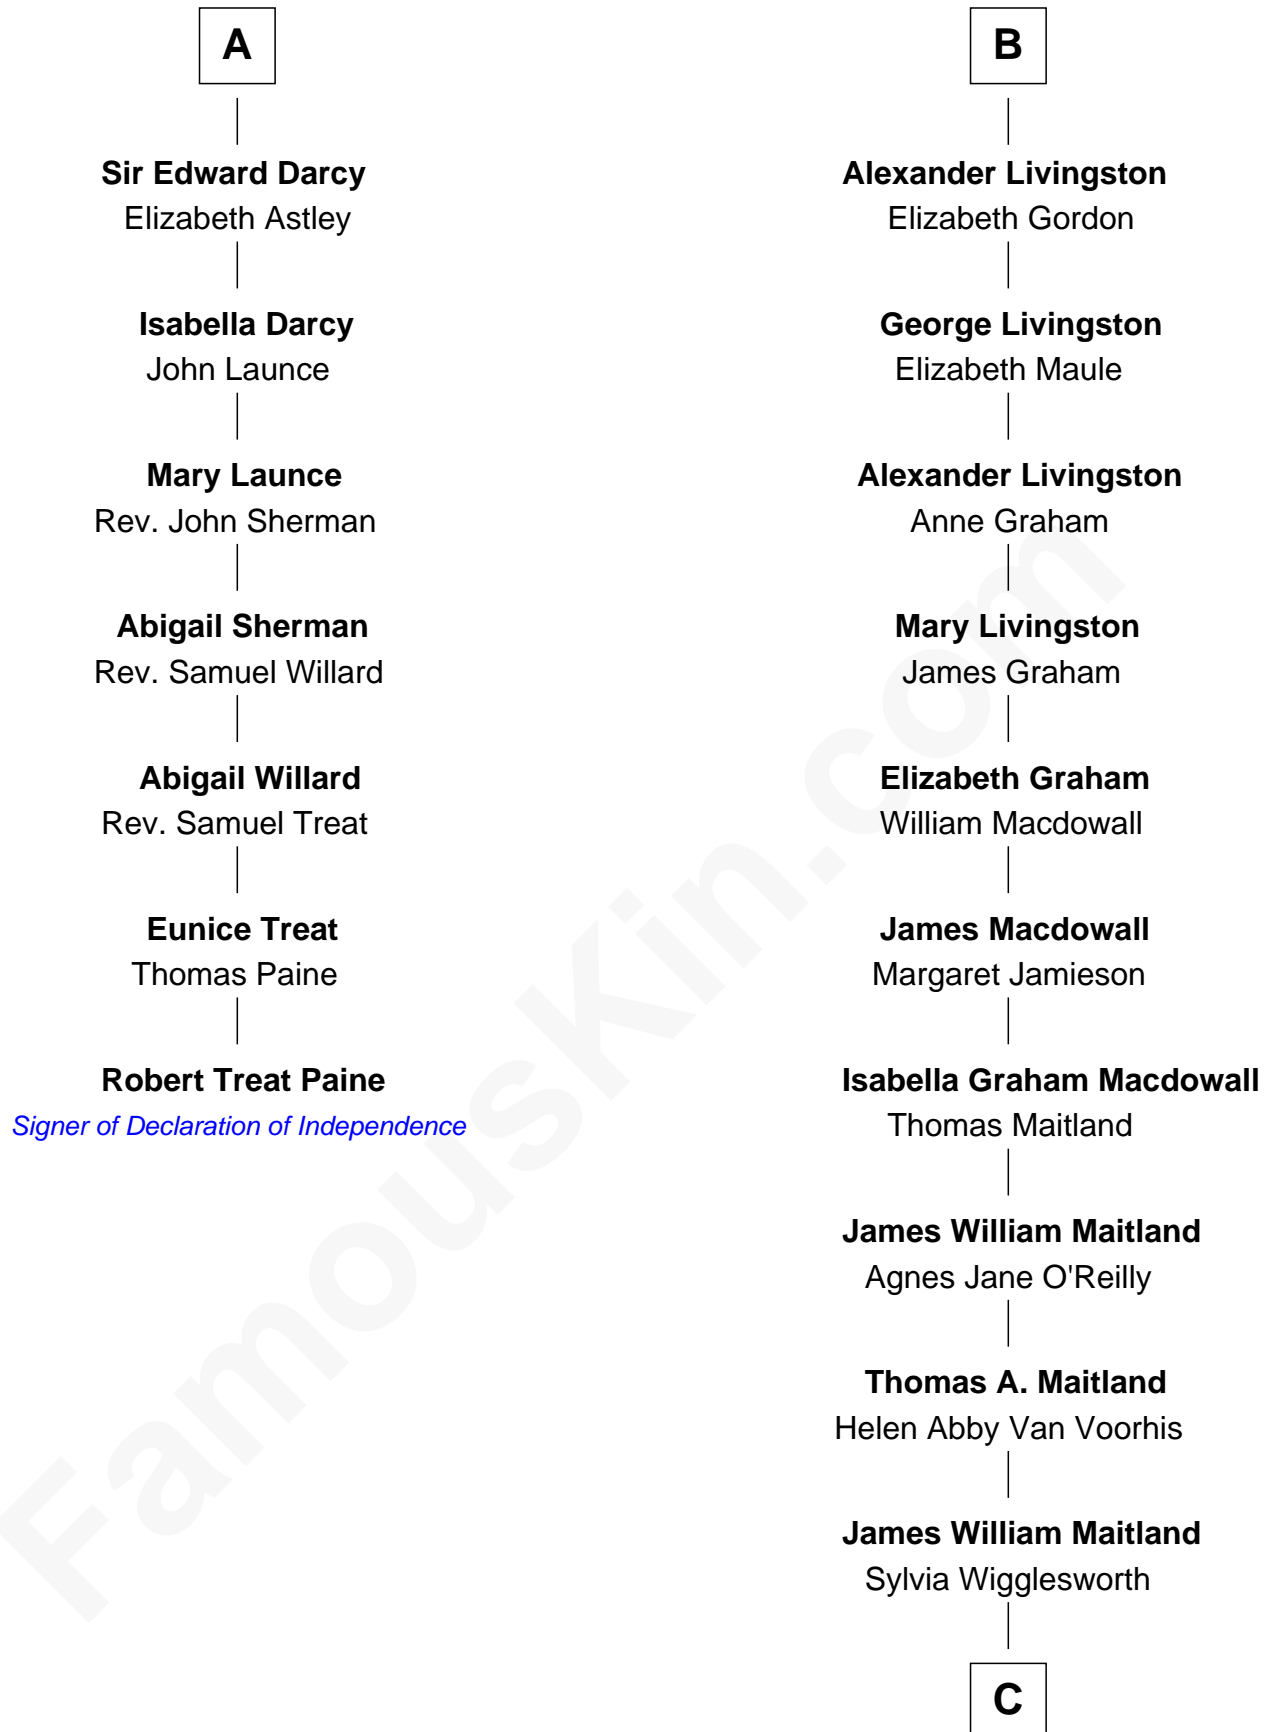 A
Sir Edward Darcy
Elizabeth Astley
Isabella Darcy
John Launce
Mary Launce
Rev. John Sherman
Abigail Sherman
Rev. Samuel Willard
Abigail Willard
Rev. Samuel Treat
Eunice Treat
Thomas Paine
Robert Treat Paine
Signer of Declaration of Independence
B
Alexander Livingston
Elizabeth Gordon
George Livingston
Elizabeth Maule
Alexander Livingston
Anne Graham
Mary Livingston
James Graham
Elizabeth Graham
William Macdowall
James Macdowall
Margaret Jamieson
Isabella Graham Macdowall
Thomas Maitland
James William Maitland
Agnes Jane O'Reilly
Thomas A. Maitland
Helen Abby Van Voorhis
James William Maitland
Sylvia Wigglesworth
C
FamousKin.com